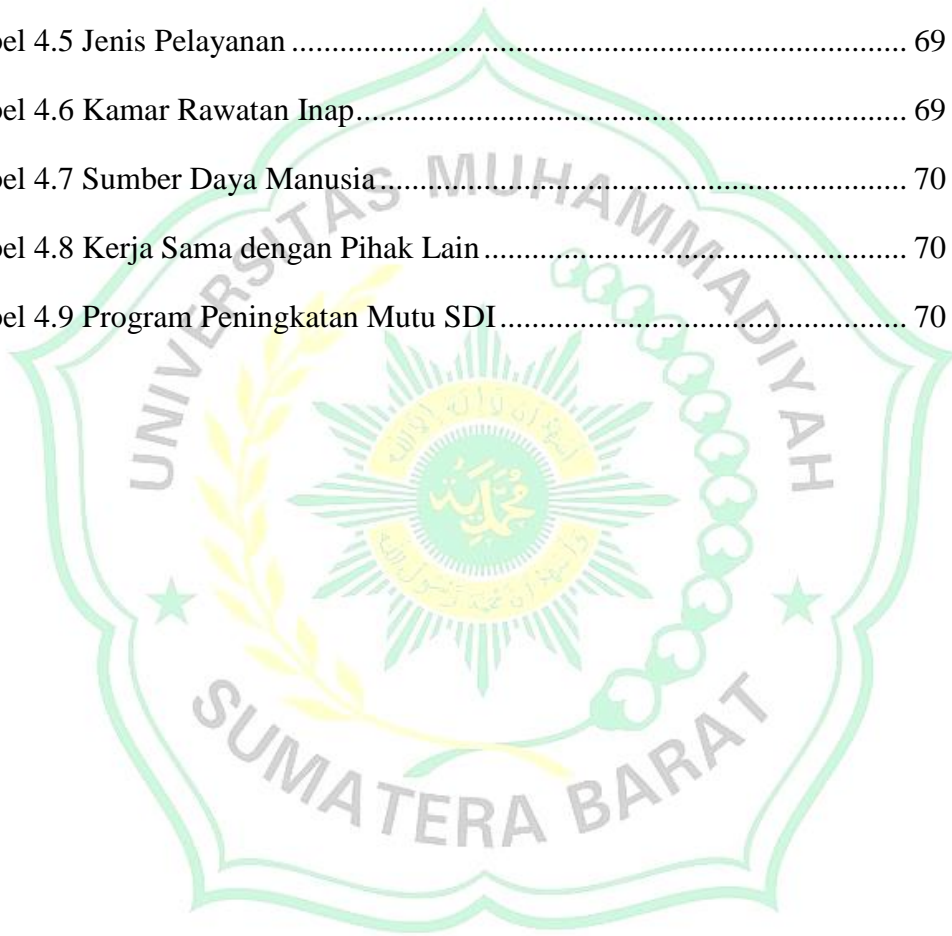 bel 4.5 Jenis Pelayanan ........................................................................... 69
bel 4.6 Kamar Rawatan Inap................................................................... 69
bel 4.7 Sumber Daya Manusia................................................................ 70
bel 4.8 Kerja Sama dengan Pihak Lain................................................... 70
bel 4.9 Program Peningkatan Mutu SDI................................................. 70
UNIVERSITAS MUHAMMADIYAH
محمدية
SUMATERA BARAT